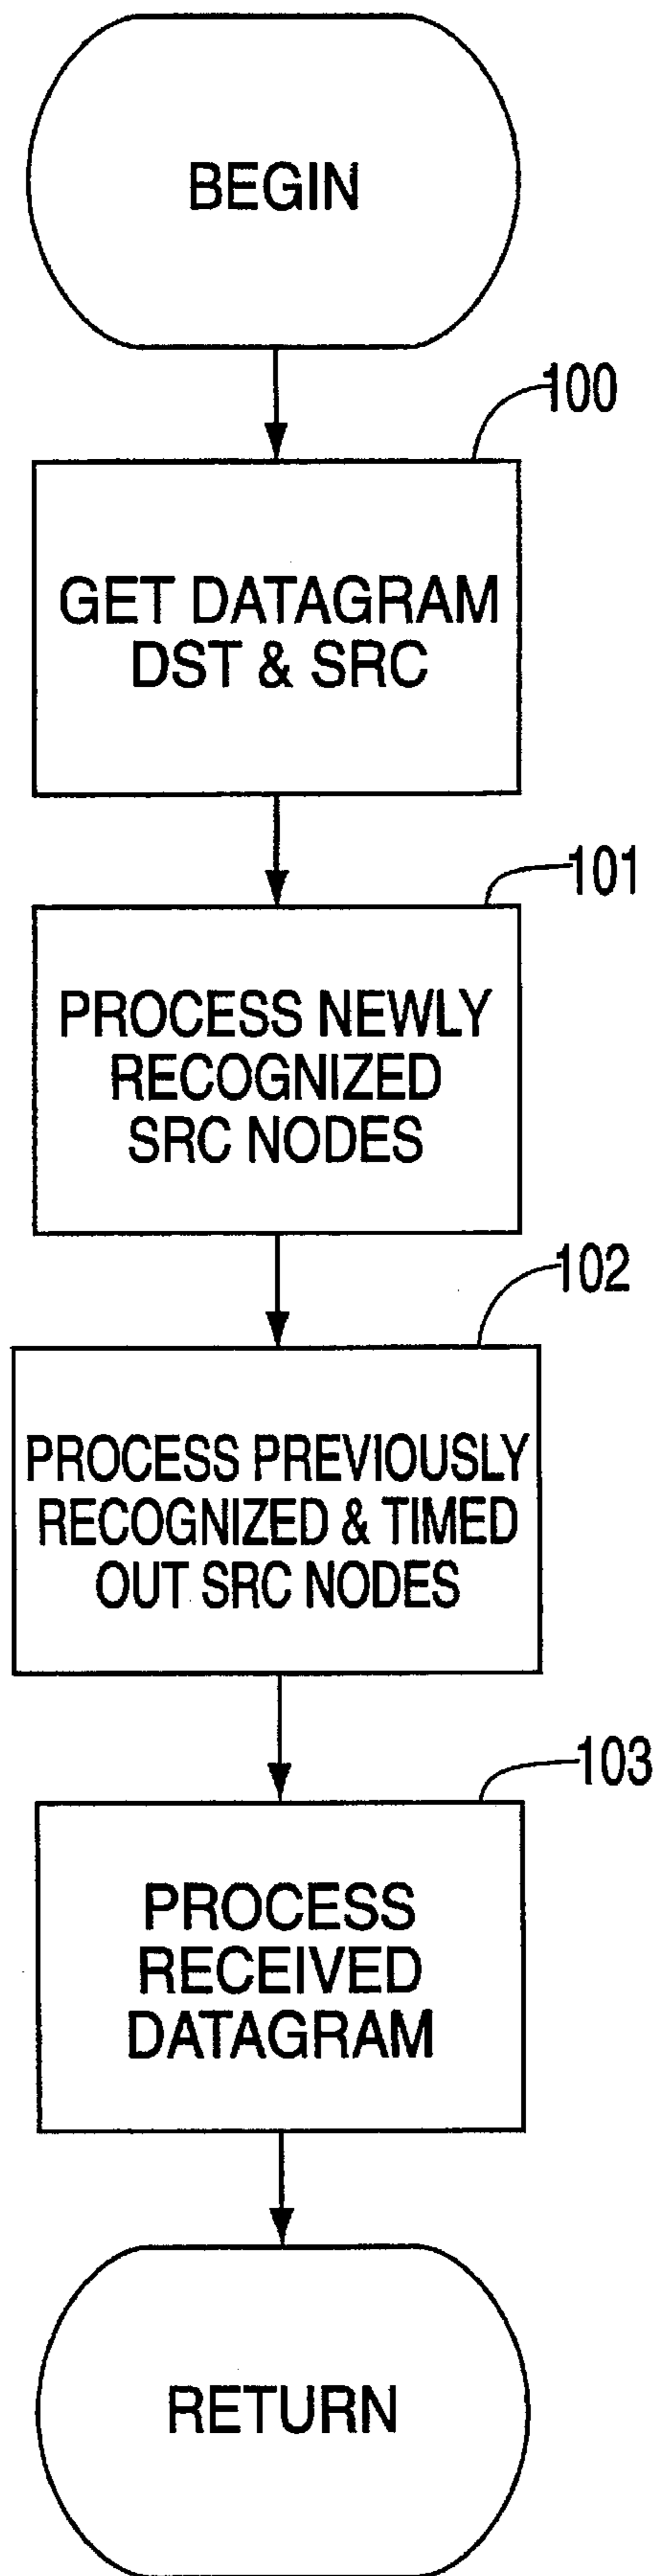 BEGIN
100
GET DATAGRAM
DST & SRC
101
PROCESS NEWLY
RECOGNIZED
SRC NODES
102
PROCESS PREVIOUSLY
RECOGNIZED & TIMED
OUT SRC NODES
103
PROCESS
RECEIVED
DATAGRAM
RETURN